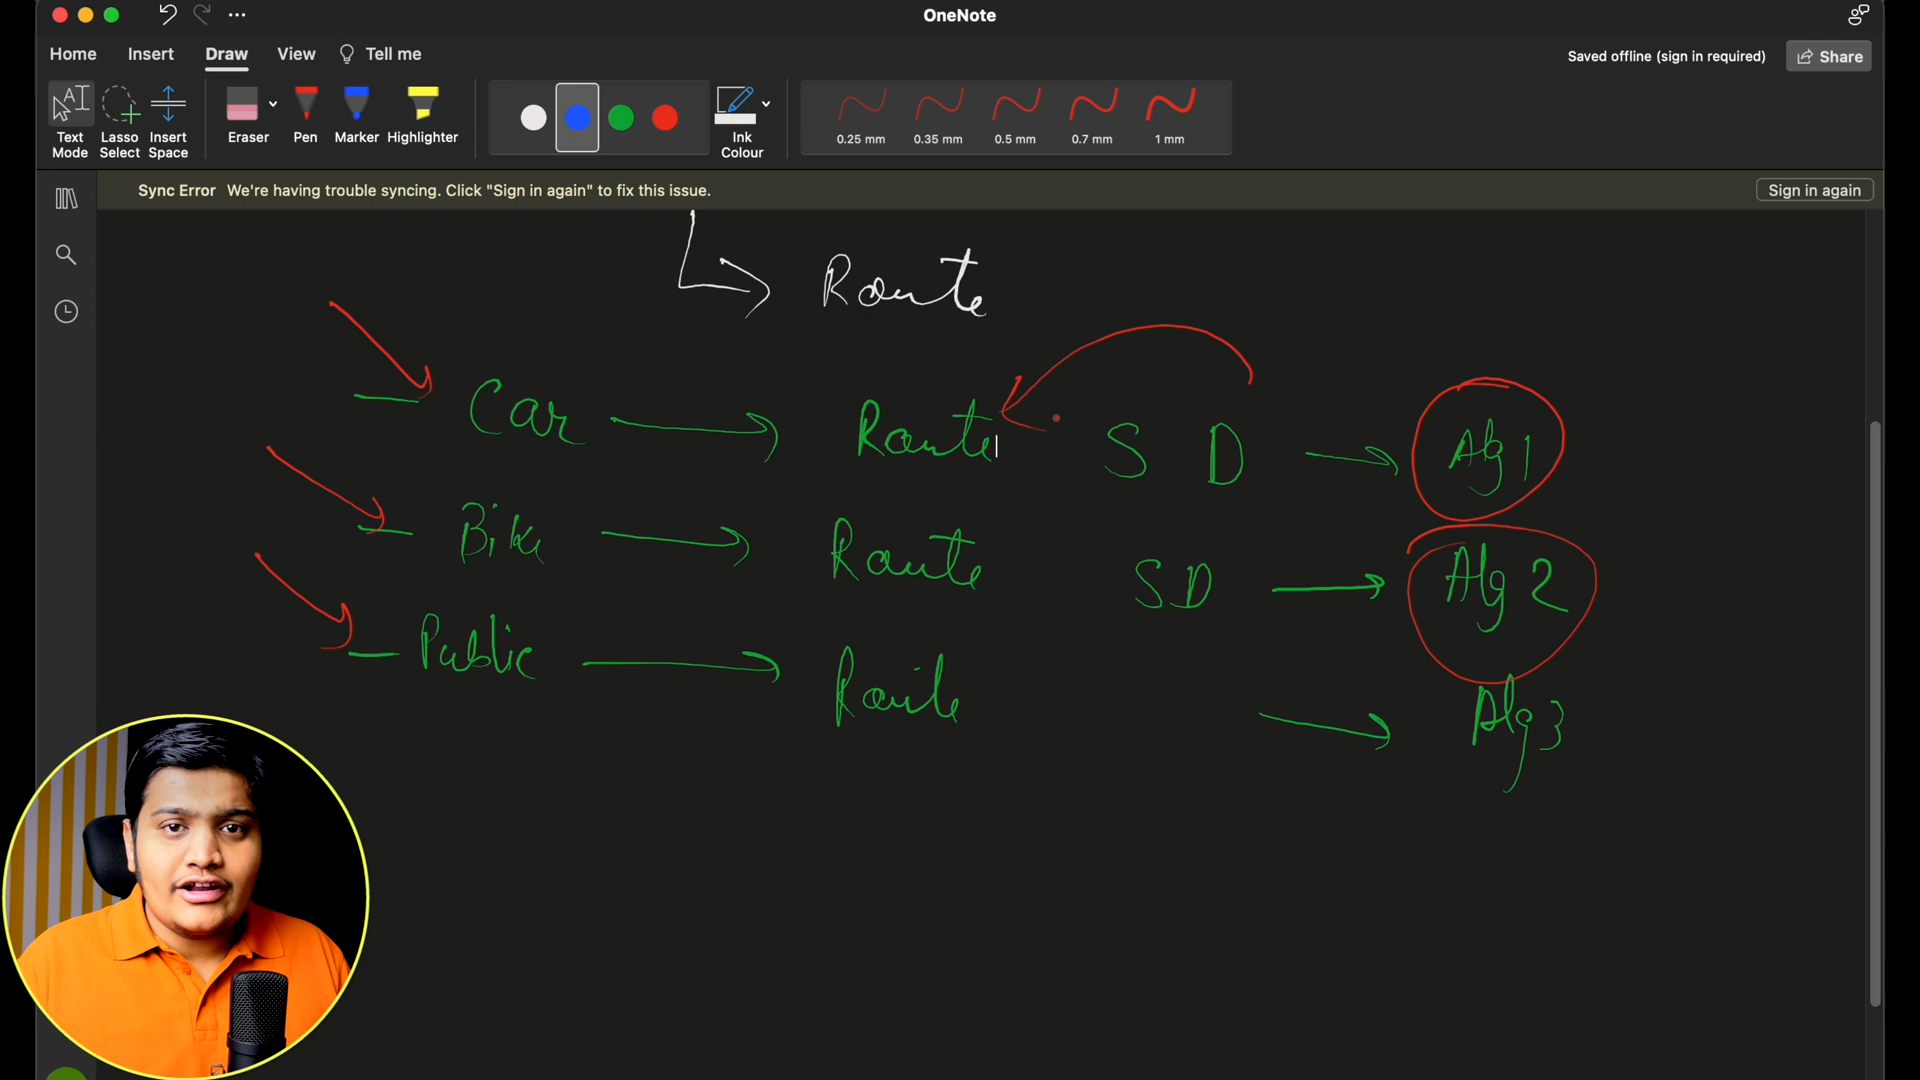 OneNote
Home Insert Draw View Tell me
Saved offline (sign in required) Share
Text Mode
Lasso Select
Insert Space
Eraser
Pen
Marker
Highlighter
Ink Colour
0.25 mm 0.35 mm 0.5 mm 0.7 mm 1 mm
Sync Error We're having trouble syncing. Click "Sign in again" to fix this issue. Sign in again
Route
Car Route S D Alg 1
Bike Route SD Alg 2
Public Route Alg 3